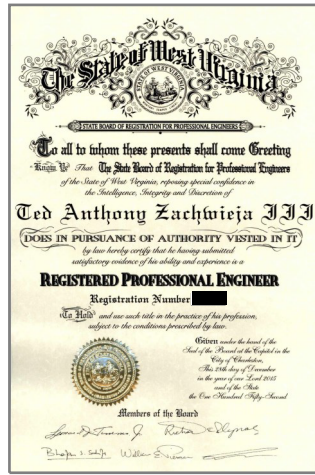 The State of West Virginia
STATE OF WEST VIRGINIA
STATE BOARD OF REGISTRATION FOR PROFESSIONAL ENGINEERS
To all to whom these presents shall come Greeting
Know Ye That The State Board of Registration for Professional Engineers
of the State of West Virginia, reposing special confidence in
the Intelligence, Integrity and Discretion of
Ted Anthony Zachwieja III
DOES IN PURSUANCE OF AUTHORITY VESTED IN IT
by law hereby certify that he having submitted
satisfactory evidence of his ability and experience is a
REGISTERED PROFESSIONAL ENGINEER
Registration Number
To Hold and use such title in the practice of his profession,
subject to the conditions prescribed by law.
Given under the hand of the
Seal of the Board at the Capitol in the
City of Charleston,
This 28th day of December
in the year of our Lord 2015
and of the State
the One Hundred Fifty-Second
Members of the Board